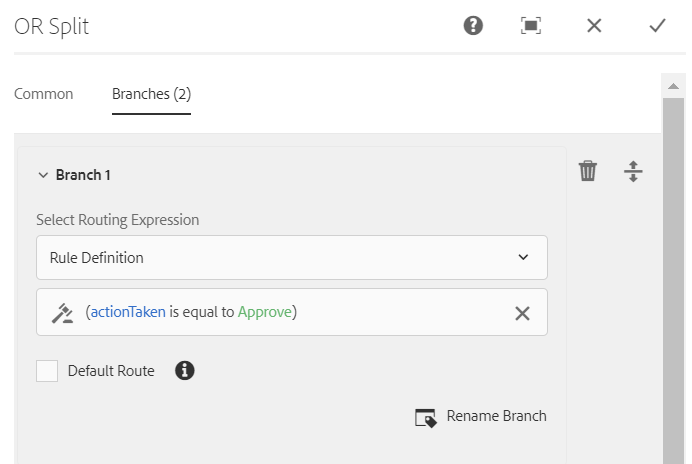 OR Split
Common
Branches (2)
Branch 1
Select Routing Expression
Rule Definition
(actionTaken is equal to Approve)
Default Route
Rename Branch